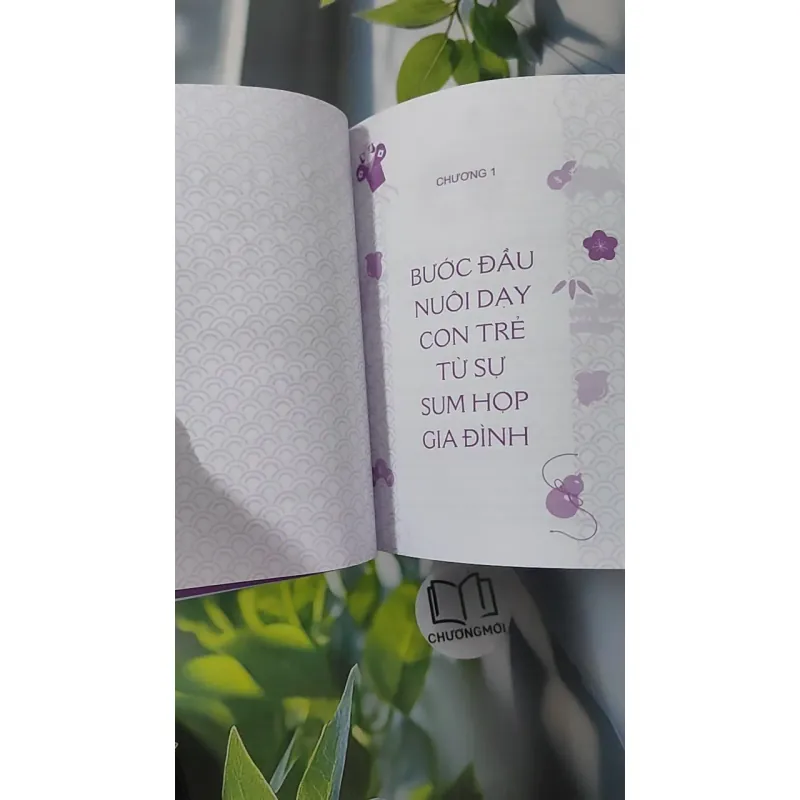 CHƯƠNG 1
BƯỚC ĐẦU
NUÔI DẠY
CON TRẺ
TỪ SỰ
SUM HỌP
GIA ĐÌNH
CHƯƠNGMỚI